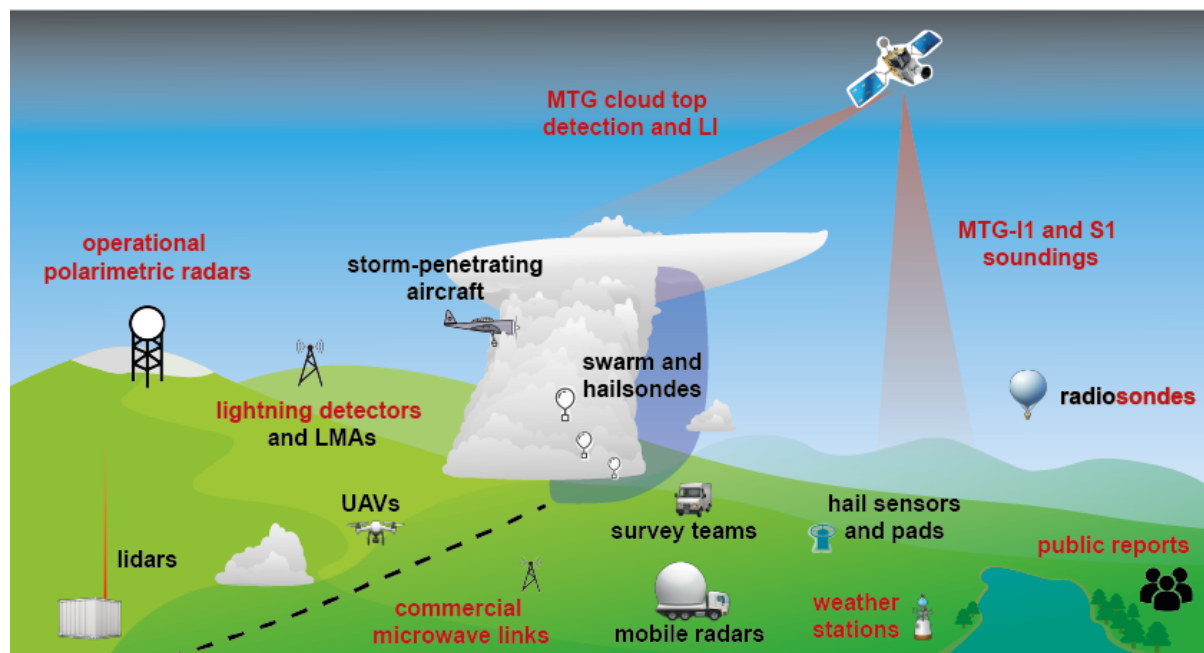 MTG cloud top
detection and LI
operational
polarimetric radars
storm-penetrating
aircraft
MTG-I1 and S1
soundings
swarm and
hailsondes
radiosondes
lightning detectors
and LMAs
UAVs
survey teams
hail sensors
and pads
lidars
public reports
commercial
microwave links
mobile radars
weather
stations